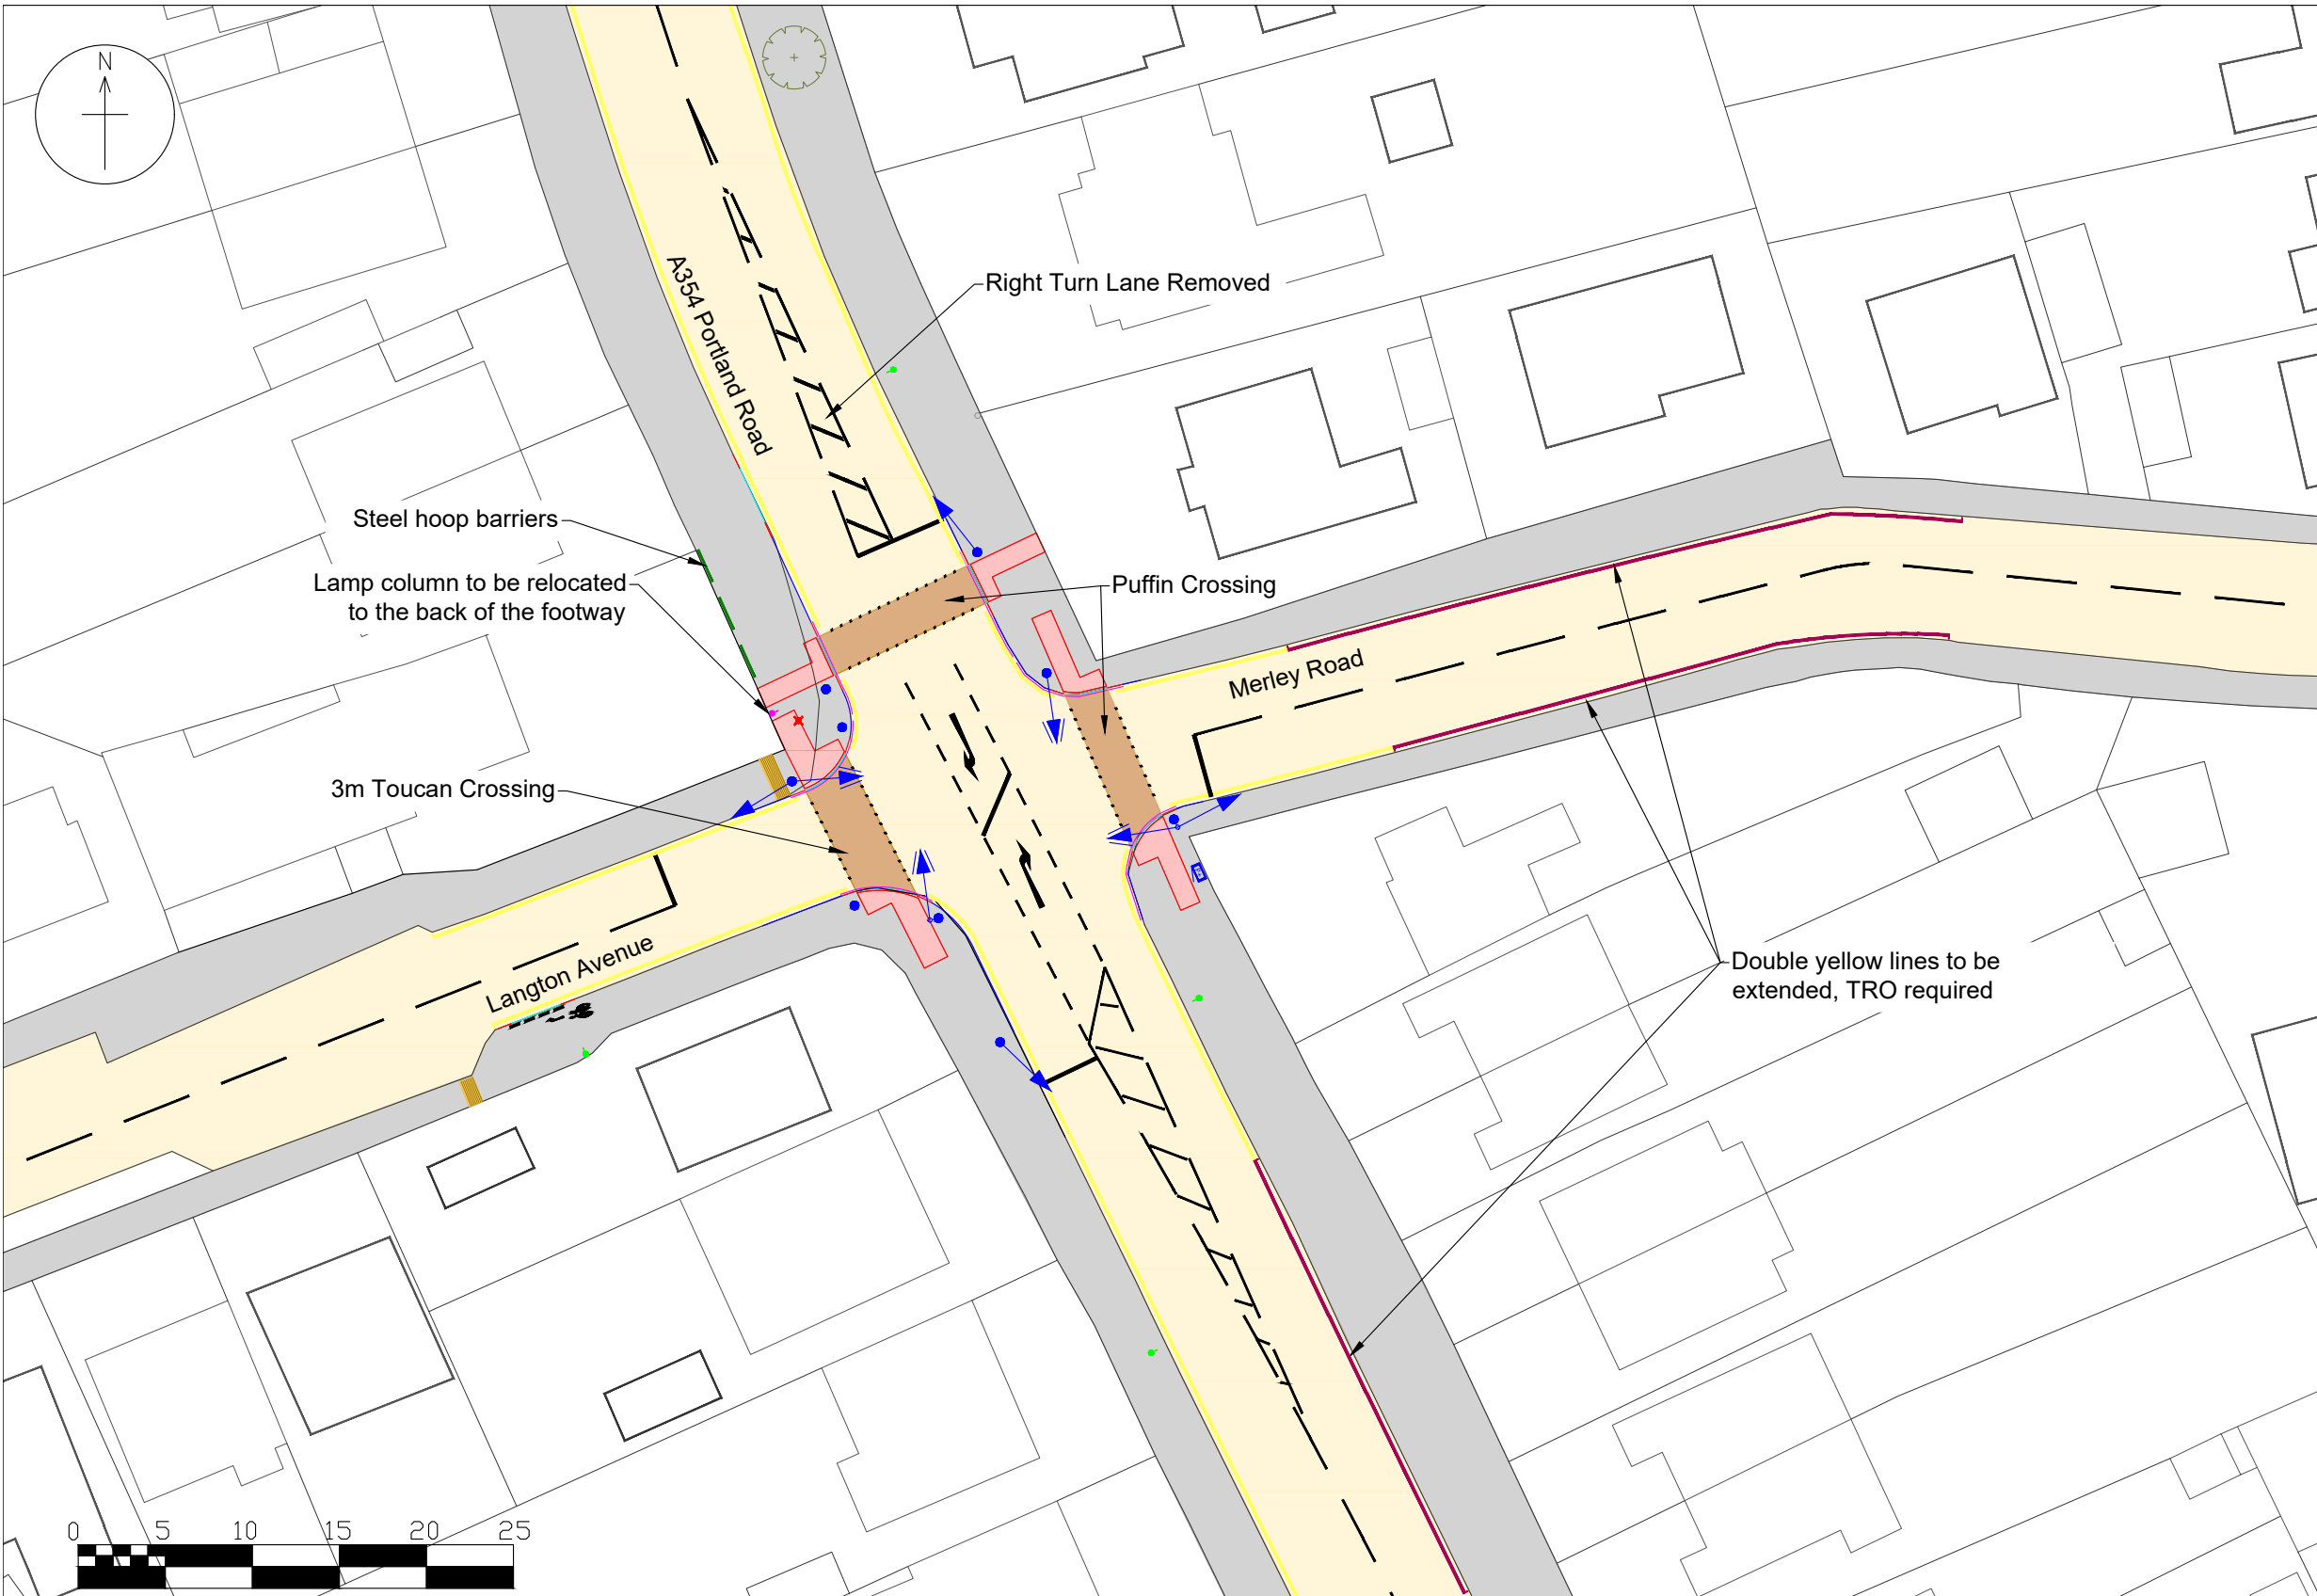 N
A354 Portland Road
Right Turn Lane Removed
Steel hoop barriers
Lamp column to be relocated
to the back of the footway
Puffin Crossing
Merley Road
3m Toucan Crossing
Langton Avenue
Double yellow lines to be
extended, TRO required
0 5 10 15 20 25